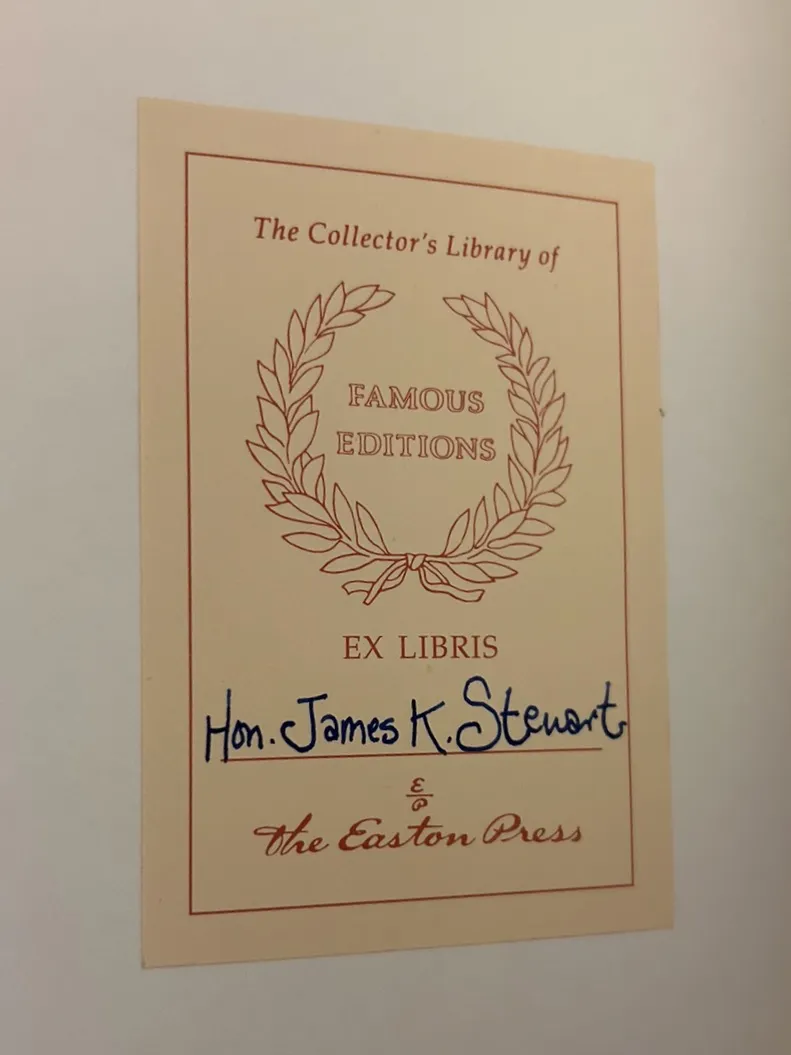 The Collector's Library of
FAMOUS
EDITIONS
EX LIBRIS
Hon. James K. Stewart
E
P
The Easton Press